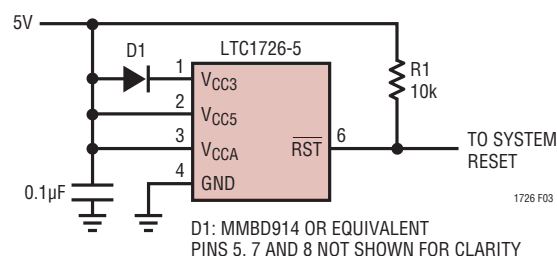 5V
D1
LTC1726-5
1
VCC3
2
VCC5
3
VCCA
4
GND
RST
6
R1
10k
TO SYSTEM
RESET
0.1µF
1726 F03
D1: MMBD914 OR EQUIVALENT
PINS 5, 7 AND 8 NOT SHOWN FOR CLARITY